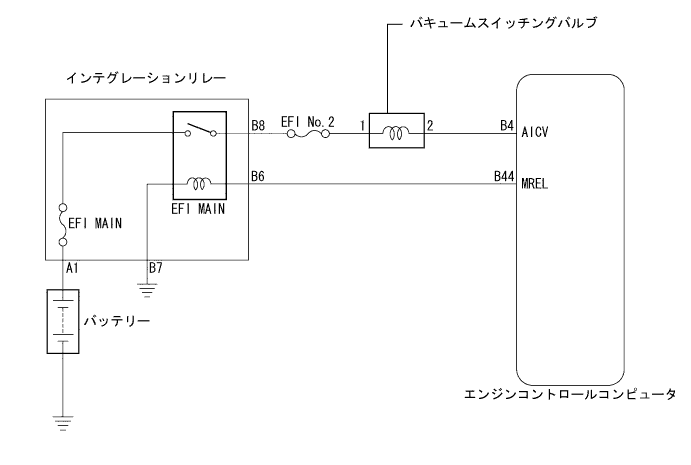 バキュームスイッチングバルブ
インテグレーションリレー
B8
EFI No.2
1
2
B4
AICV
B6
B44
MREL
EFI MAIN
EFI MAIN
A1
B7
バッテリー
エンジンコントロールコンピュータ